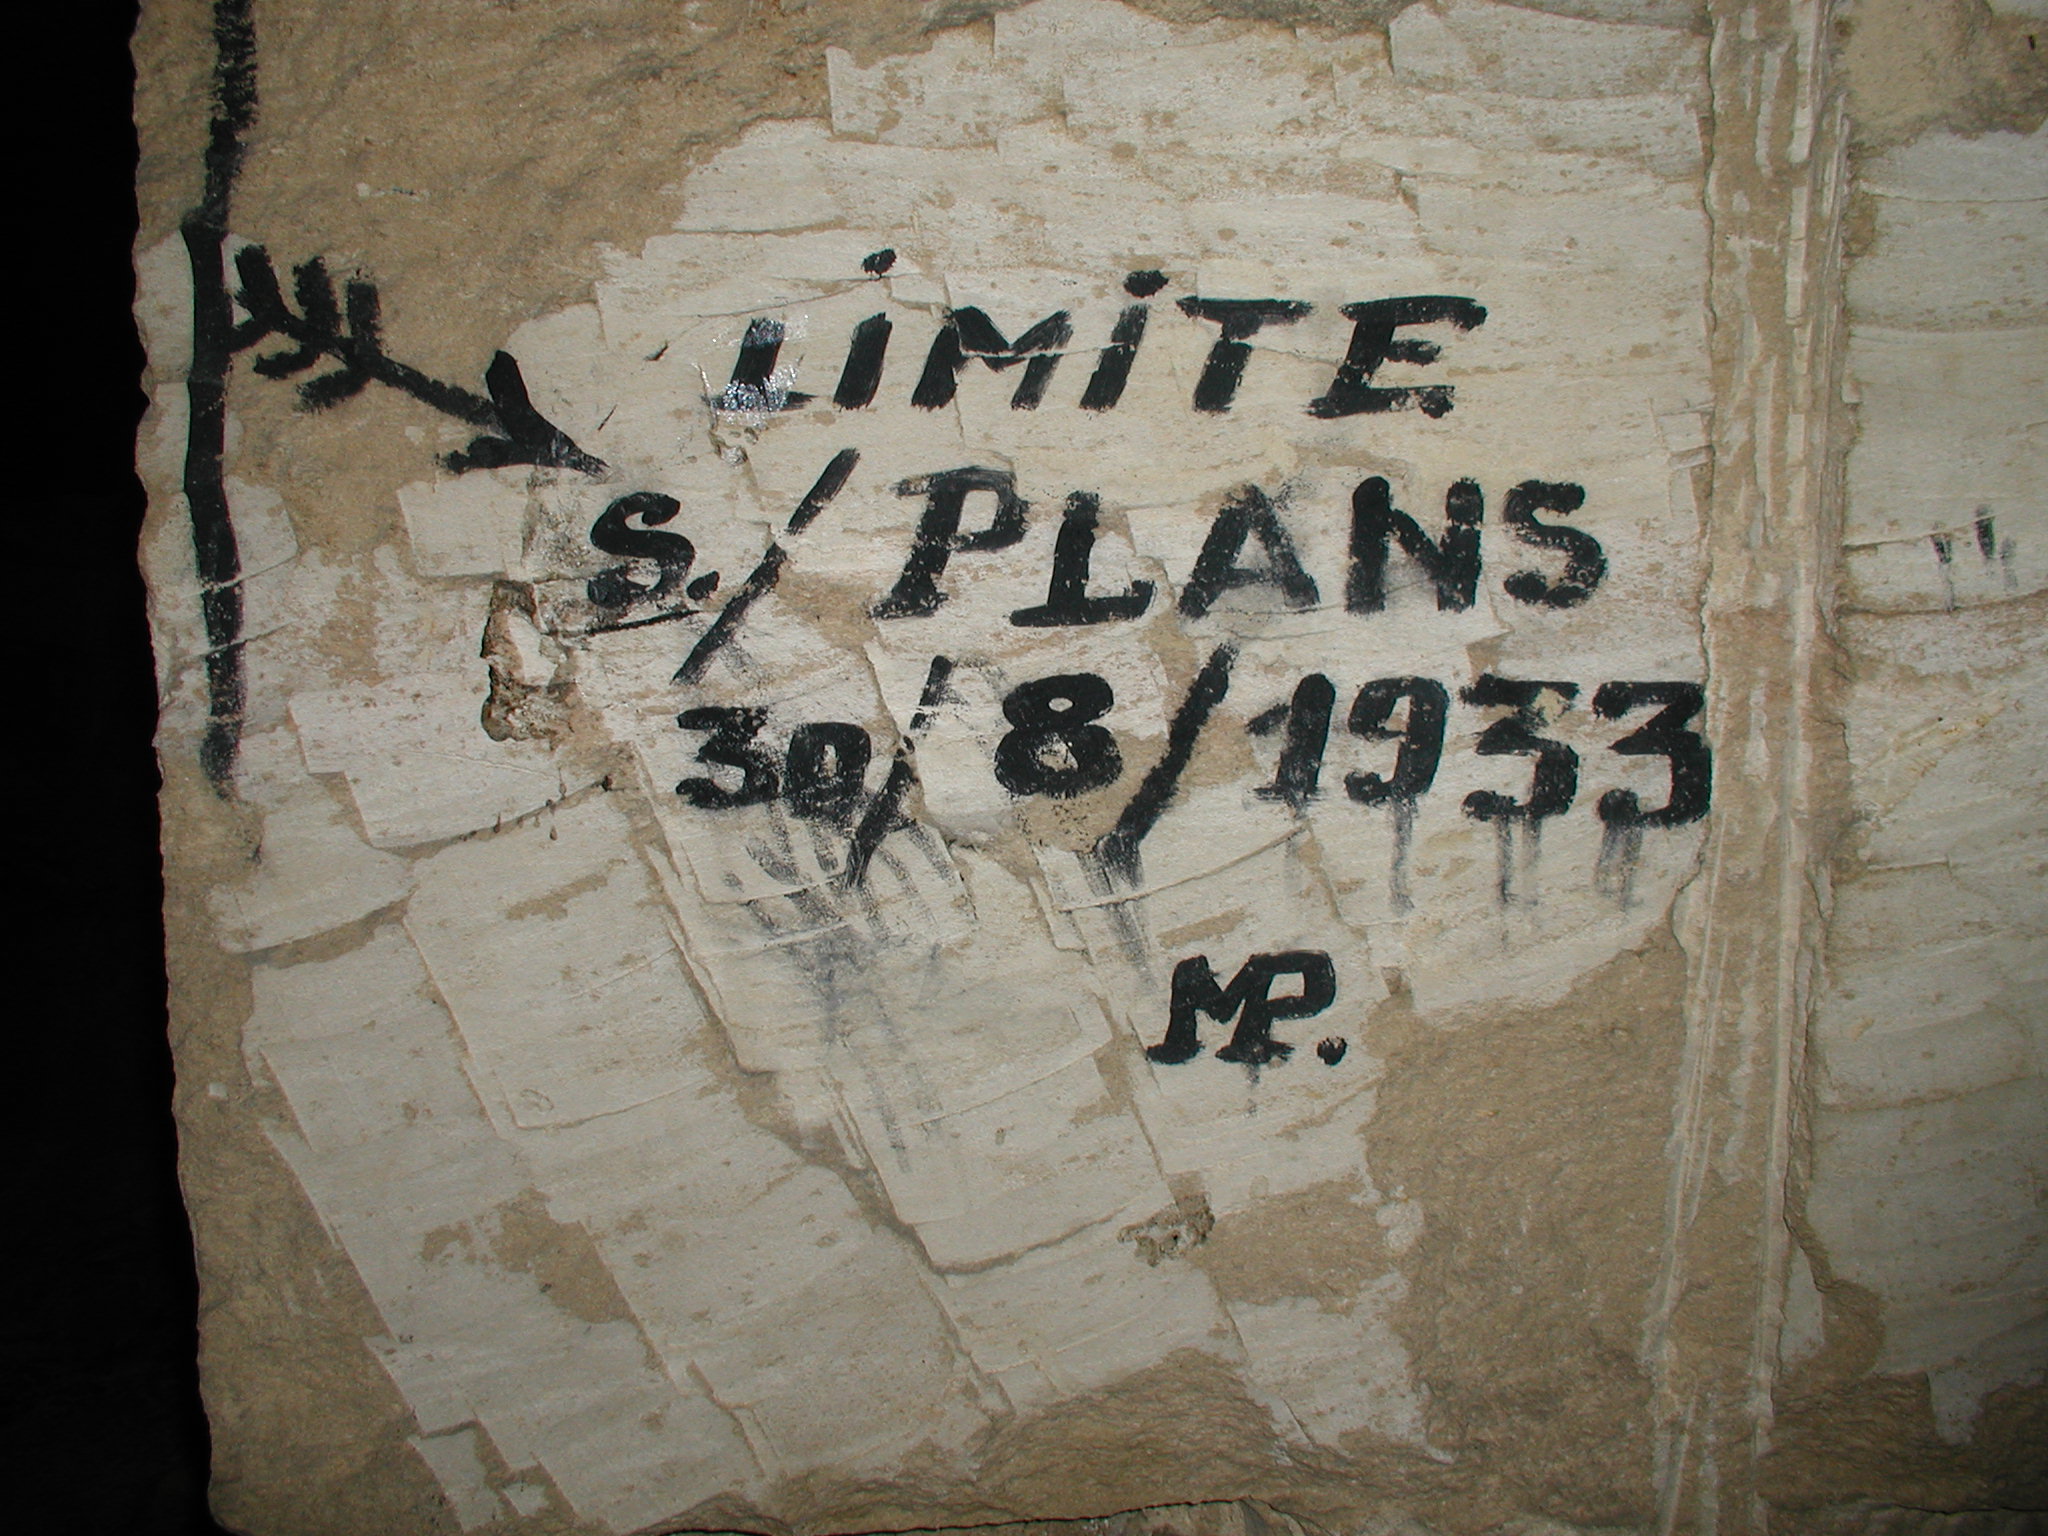 LiMiTE
S./ PLANS
30/8/1933
MP.